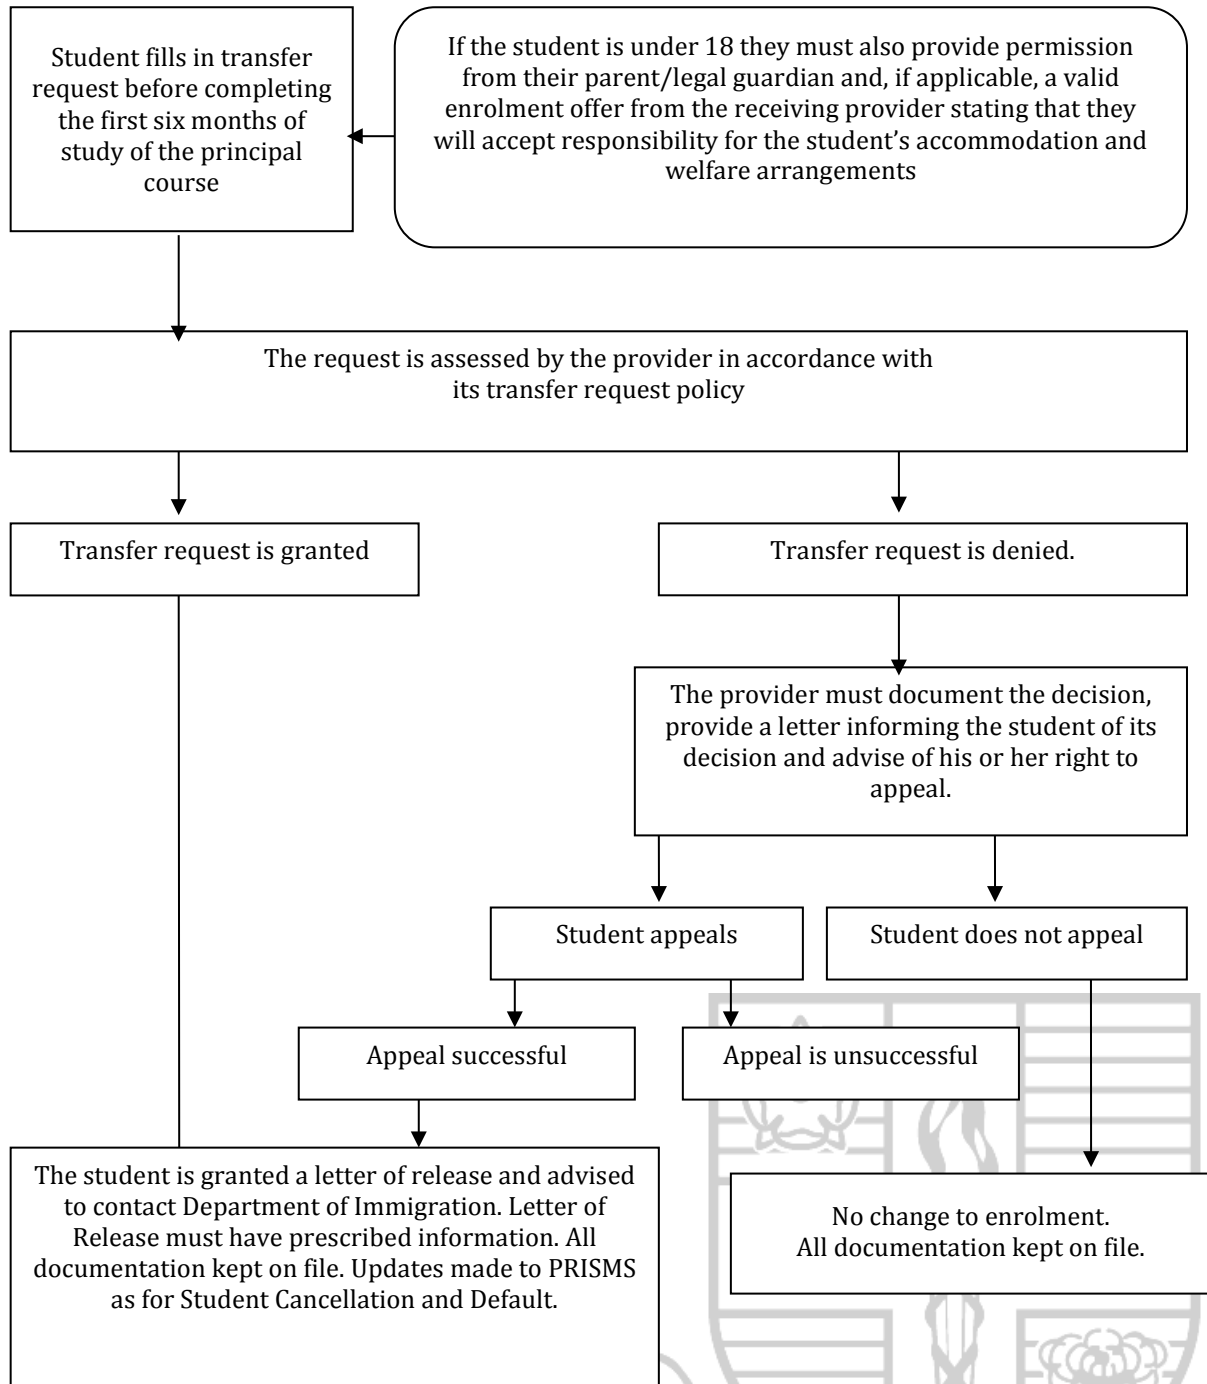 Student fills in transfer
request before completing
the first six months of
study of the principal
course
If the student is under 18 they must also provide permission
from their parent/legal guardian and, if applicable, a valid
enrolment offer from the receiving provider stating that they
will accept responsibility for the student’s accommodation and
welfare arrangements
The request is assessed by the provider in accordance with
its transfer request policy
Transfer request is granted
Transfer request is denied.
The provider must document the decision,
provide a letter informing the student of its
decision and advise of his or her right to
appeal.
Student appeals
Student does not appeal
Appeal successful
Appeal is unsuccessful
The student is granted a letter of release and advised
to contact Department of Immigration. Letter of
Release must have prescribed information. All
documentation kept on file. Updates made to PRISMS
as for Student Cancellation and Default.
No change to enrolment.
All documentation kept on file.